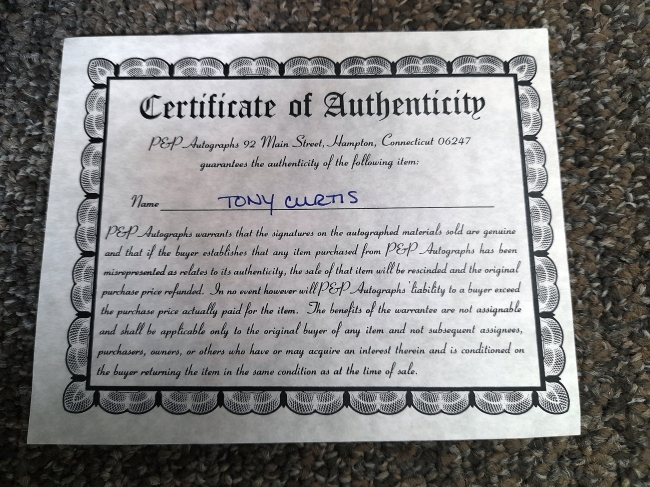 Certificate of Authenticity
P&P Autographs 92 Main Street, Hampton, Connecticut 06247
guarantees the authenticity of the following item:
Name TONY CURTIS
P&P Autographs warrants that the signatures on the autographed materials sold are genuine
and that if the buyer establishes that any item purchased from P&P Autographs has been
misrepresented as relates to its authenticity, the sale of that item will be rescinded and the original
purchase price refunded. In no event however will P&P Autographs' liability to a buyer exceed
the purchase price actually paid for the item. The benefits of the warrantee are not assignable
and shall be applicable only to the original buyer of any item and not subsequent assignees,
purchasers, owners, or others who have or may acquire an interest therein and is conditioned on
the buyer returning the item in the same condition as at the time of sale.